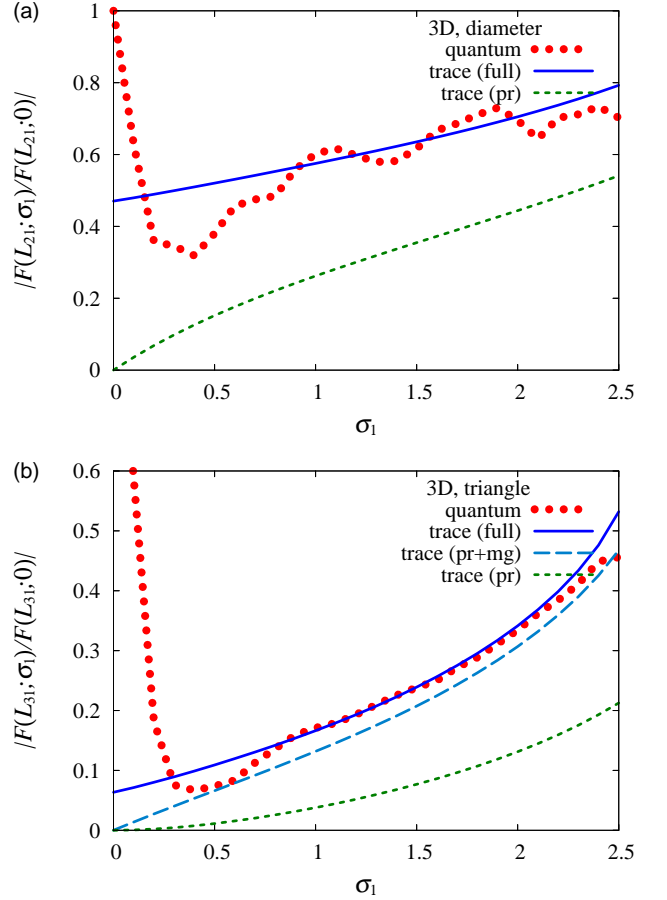 (a)
3D, diameter
quantum
trace (full)
trace (pr)
|F(L₂₁;σ₁)/F(L₂₁;0)|
1
0.8
0.6
0.4
0.2
0
0 0.5 1 1.5 2 2.5
σ₁
(b)
3D, triangle
quantum
trace (full)
trace (pr+mg)
trace (pr)
|F(L₃₁;σ₁)/F(L₃₁;0)|
0.6
0.5
0.4
0.3
0.2
0.1
0
0 0.5 1 1.5 2 2.5
σ₁